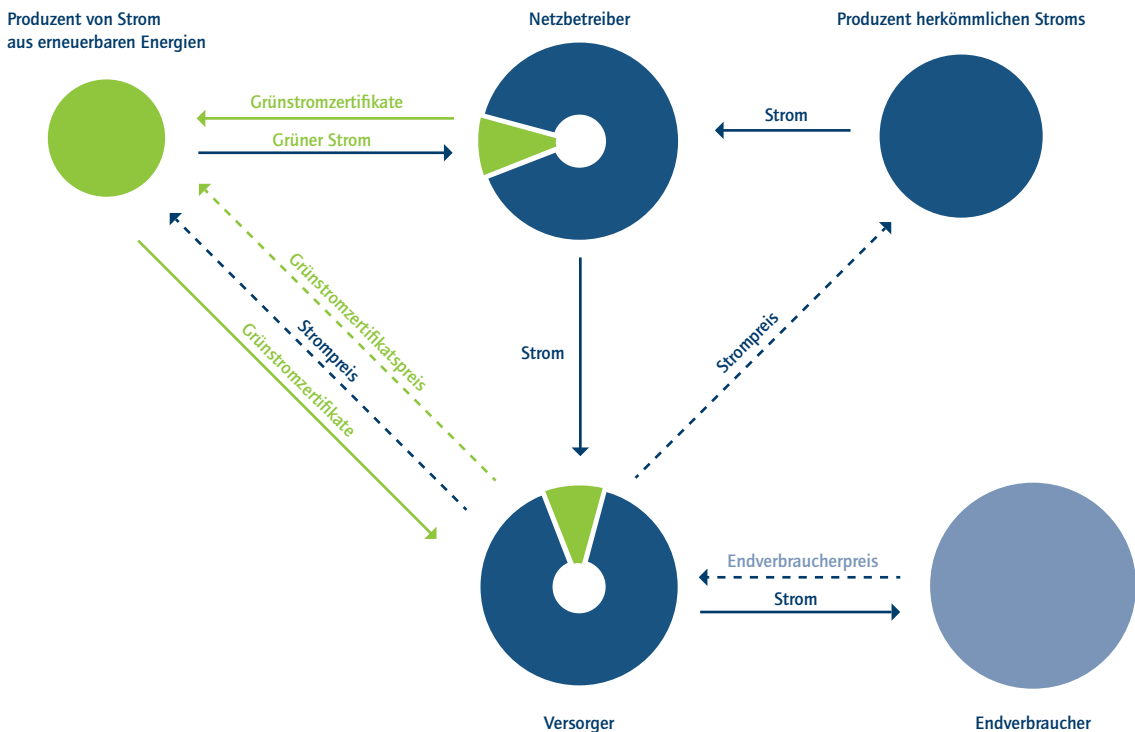 Produzent von Strom
aus erneuerbaren Energien
Netzbetreiber
Produzent herkömmlichen Stroms
Grünstromzertifikate
Grüner Strom
Strom
Grünstromzertifikatspreis
Strompreis
Grünstromzertifikate
Strom
Strompreis
Endverbraucherpreis
Strom
Versorger
Endverbraucher